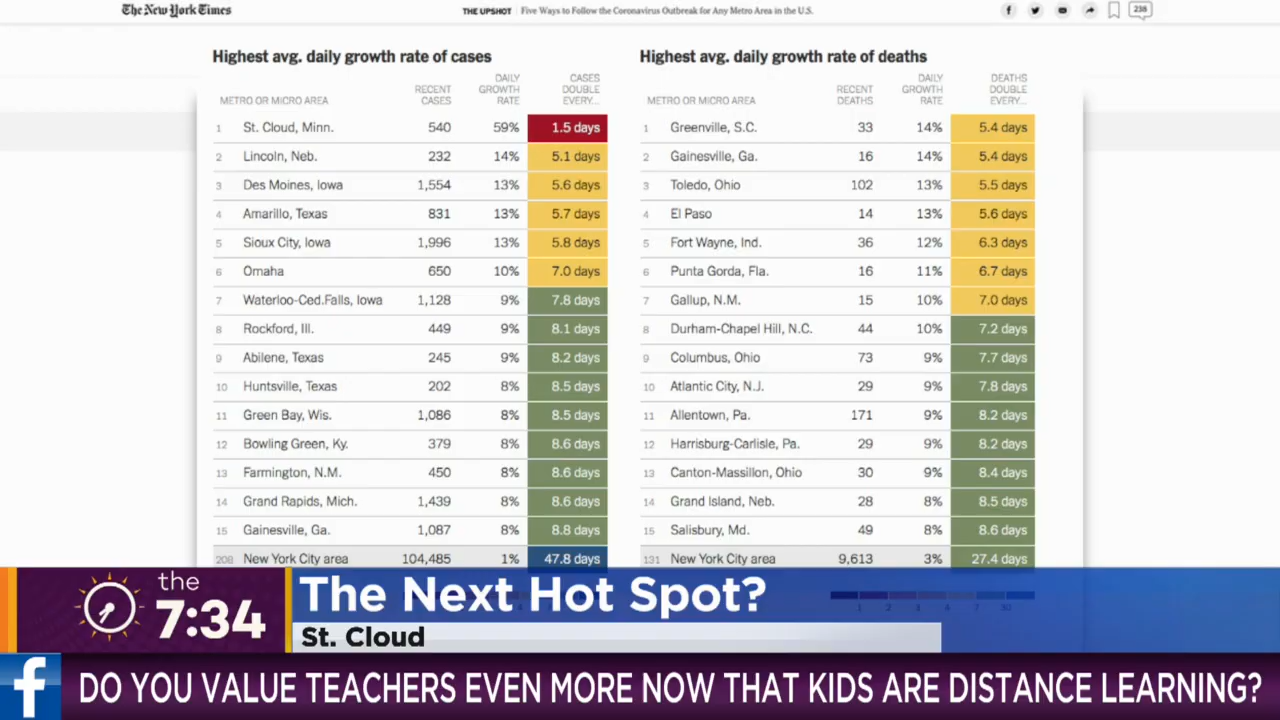 The New York Times
THE UPSHOT | Five Ways to Follow the Coronavirus Outbreak for Any Metro Area in the U.S.
238
Highest avg. daily growth rate of cases
METRO OR MICRO AREA RECENT CASES DAILY GROWTH RATE CASES DOUBLE EVERY...
1 St. Cloud, Minn. 540 59% 1.5 days
2 Lincoln, Neb. 232 14% 5.1 days
3 Des Moines, Iowa 1,554 13% 5.6 days
4 Amarillo, Texas 831 13% 5.7 days
5 Sioux City, Iowa 1,996 13% 5.8 days
6 Omaha 650 10% 7.0 days
7 Waterloo-Ced.Falls, Iowa 1,128 9% 7.8 days
8 Rockford, Ill. 449 9% 8.1 days
9 Abilene, Texas 245 9% 8.2 days
10 Huntsville, Texas 202 8% 8.5 days
11 Green Bay, Wis. 1,086 8% 8.5 days
12 Bowling Green, Ky. 379 8% 8.6 days
13 Farmington, N.M. 450 8% 8.6 days
14 Grand Rapids, Mich. 1,439 8% 8.6 days
15 Gainesville, Ga. 1,087 8% 8.8 days
208 New York City area 104,485 1% 47.8 days
Highest avg. daily growth rate of deaths
METRO OR MICRO AREA RECENT DEATHS DAILY GROWTH RATE DEATHS DOUBLE EVERY...
1 Greenville, S.C. 33 14% 5.4 days
2 Gainesville, Ga. 16 14% 5.4 days
3 Toledo, Ohio 102 13% 5.5 days
4 El Paso 14 13% 5.6 days
5 Fort Wayne, Ind. 36 12% 6.3 days
6 Punta Gorda, Fla. 16 11% 6.7 days
7 Gallup, N.M. 15 10% 7.0 days
8 Durham-Chapel Hill, N.C. 44 10% 7.2 days
9 Columbus, Ohio 73 9% 7.7 days
10 Atlantic City, N.J. 29 9% 7.8 days
11 Allentown, Pa. 171 9% 8.2 days
12 Harrisburg-Carlisle, Pa. 29 9% 8.2 days
13 Canton-Massillon, Ohio 30 9% 8.4 days
14 Grand Island, Neb. 28 8% 8.5 days
15 Salisbury, Md. 49 8% 8.6 days
131 New York City area 9,613 3% 27.4 days
the
7:34
The Next Hot Spot?
St. Cloud
DO YOU VALUE TEACHERS EVEN MORE NOW THAT KIDS ARE DISTANCE LEARNING?